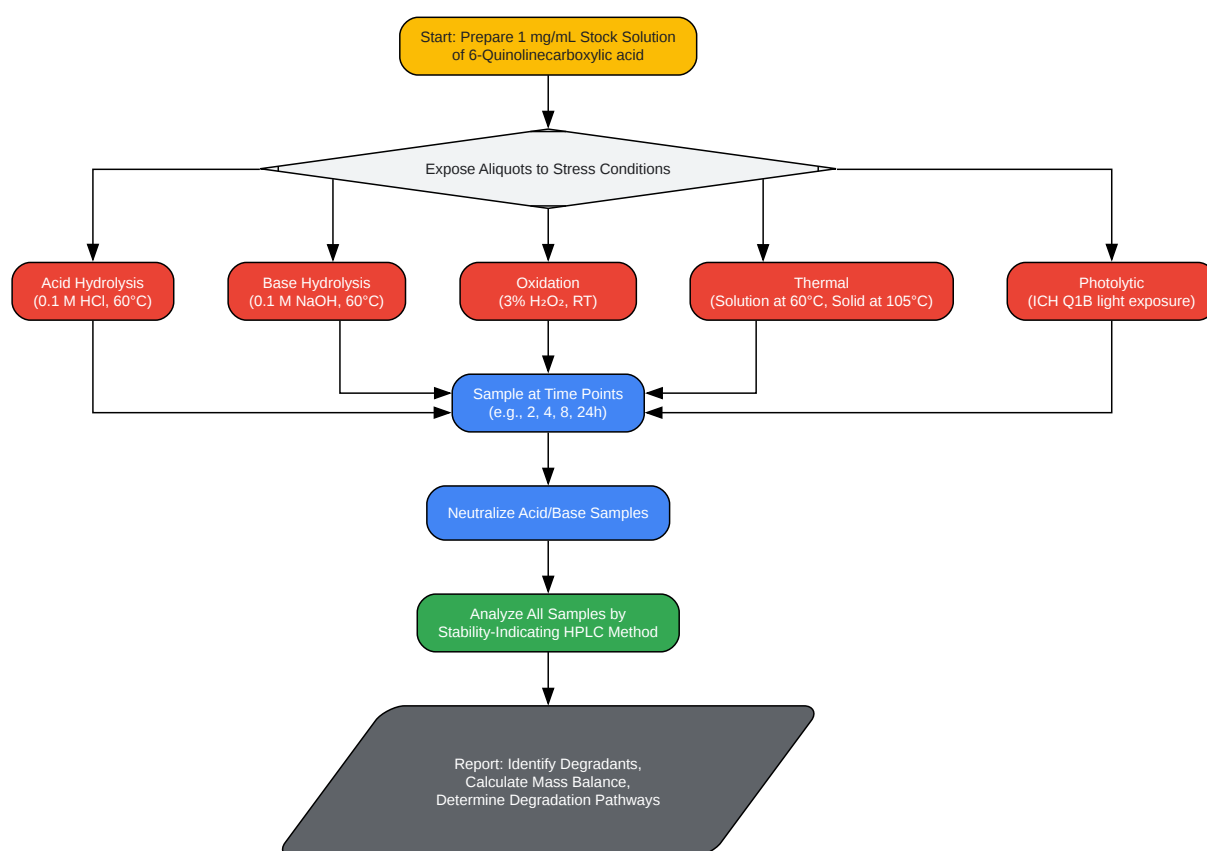 Start: Prepare 1 mg/mL Stock Solution
of 6-Quinolinecarboxylic acid
Expose Aliquots to Stress Conditions
Acid Hydrolysis
(0.1 M HCl, 60°C)
Base Hydrolysis
(0.1 M NaOH, 60°C)
Oxidation
(3% H₂O₂, RT)
Thermal
(Solution at 60°C, Solid at 105°C)
Photolytic
(ICH Q1B light exposure)
Sample at Time Points
(e.g., 2, 4, 8, 24h)
Neutralize Acid/Base Samples
Analyze All Samples by
Stability-Indicating HPLC Method
Report: Identify Degradants,
Calculate Mass Balance,
Determine Degradation Pathways